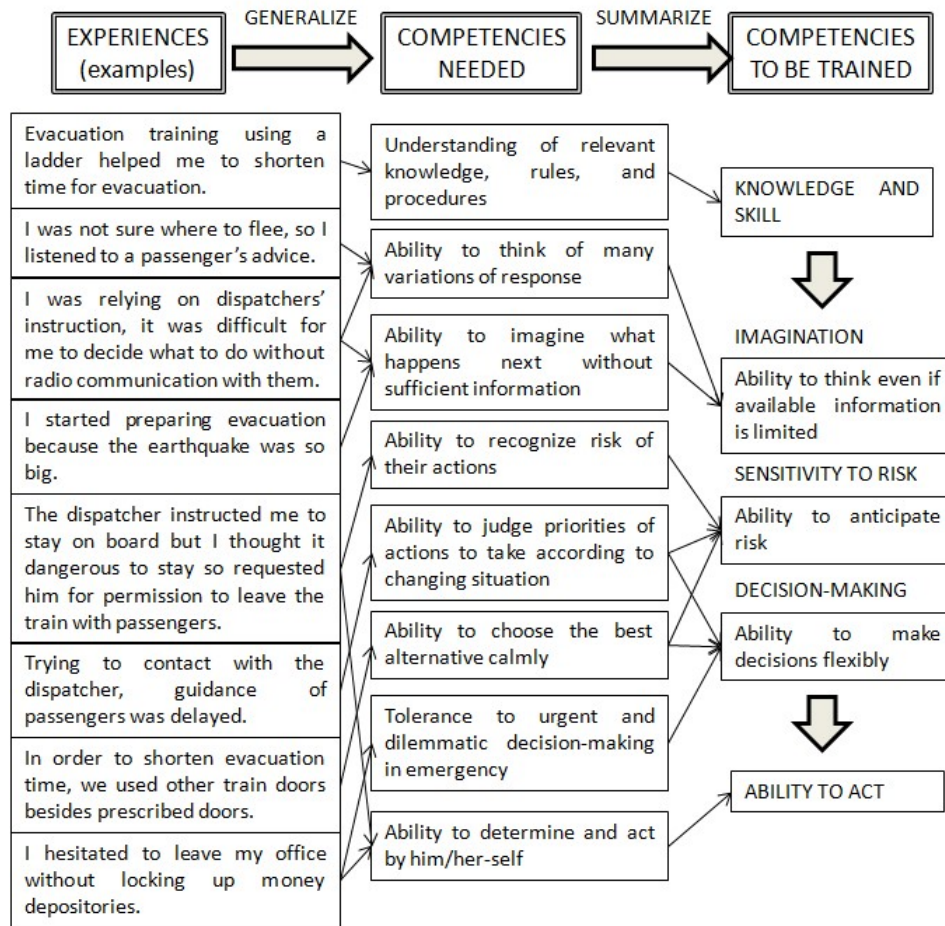 GENERALIZE
SUMMARIZE
EXPERIENCES
(examples)
COMPETENCIES
NEEDED
COMPETENCIES
TO BE TRAINED
Evacuation training using a
ladder helped me to shorten
time for evacuation.
I was not sure where to flee, so I
listened to a passenger's advice.
I was relying on dispatchers'
instruction, it was difficult for
me to decide what to do without
radio communication with them.
I started preparing evacuation
because the earthquake was so
big.
The dispatcher instructed me to
stay on board but I thought it
dangerous to stay so requested
him for permission to leave the
train with passengers.
Trying to contact with the
dispatcher, guidance of
passengers was delayed.
In order to shorten evacuation
time, we used other train doors
besides prescribed doors.
I hesitated to leave my office
without locking up money
depositories.
Understanding of relevant
knowledge, rules, and
procedures
Ability to think of many
variations of response
Ability to imagine what
happens next without
sufficient information
Ability to recognize risk of
their actions
Ability to judge priorities of
actions to take according to
changing situation
Ability to choose the best
alternative calmly
Tolerance to urgent and
dilemmatic decision-making
in emergency
Ability to determine and act
by him/her-self
KNOWLEDGE AND
SKILL
IMAGINATION
Ability to think even if
available information
is limited
SENSITIVITY TO RISK
Ability to anticipate
risk
DECISION-MAKING
Ability to make
decisions flexibly
ABILITY TO ACT